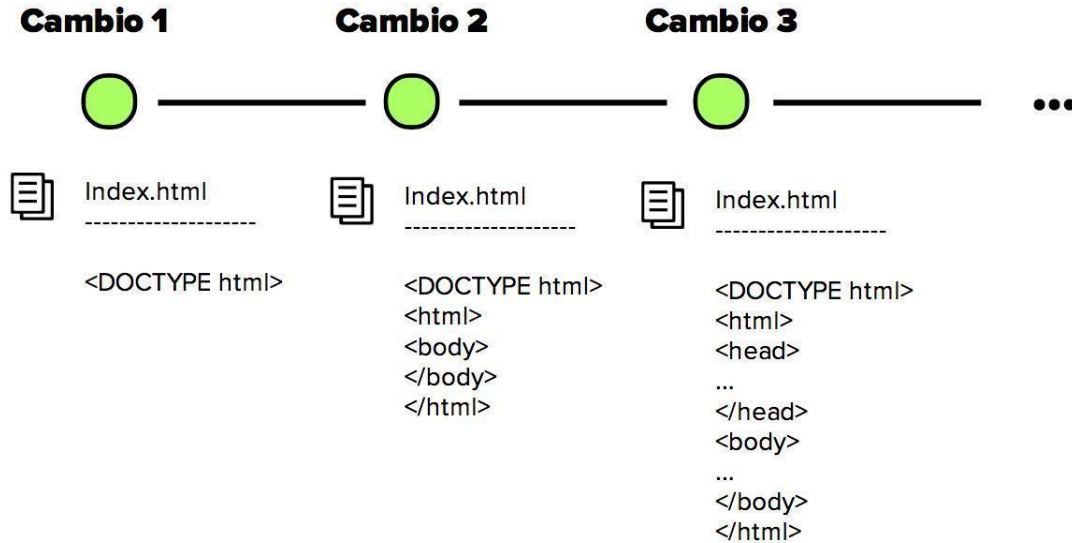 Cambio 1
Cambio 2
Cambio 3
...
Index.html
--------------------
<DOCTYPE html>
Index.html
--------------------
<DOCTYPE html>
<html>
<body>
</body>
</html>
Index.html
--------------------
<DOCTYPE html>
<html>
<head>
...
</head>
<body>
...
</body>
</html>